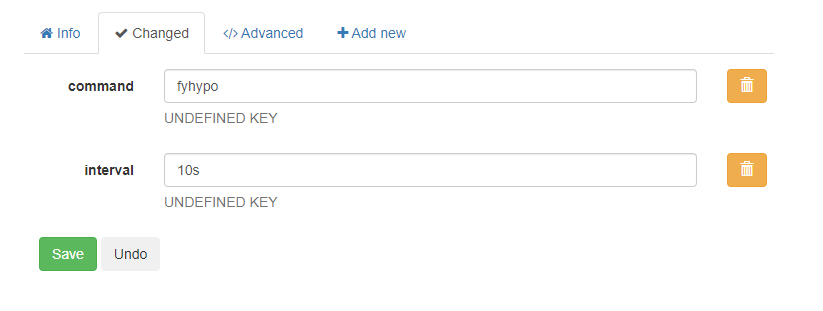 Info Changed </> Advanced + Add new
command fyhypo
UNDEFINED KEY
interval 10s
UNDEFINED KEY
Save Undo